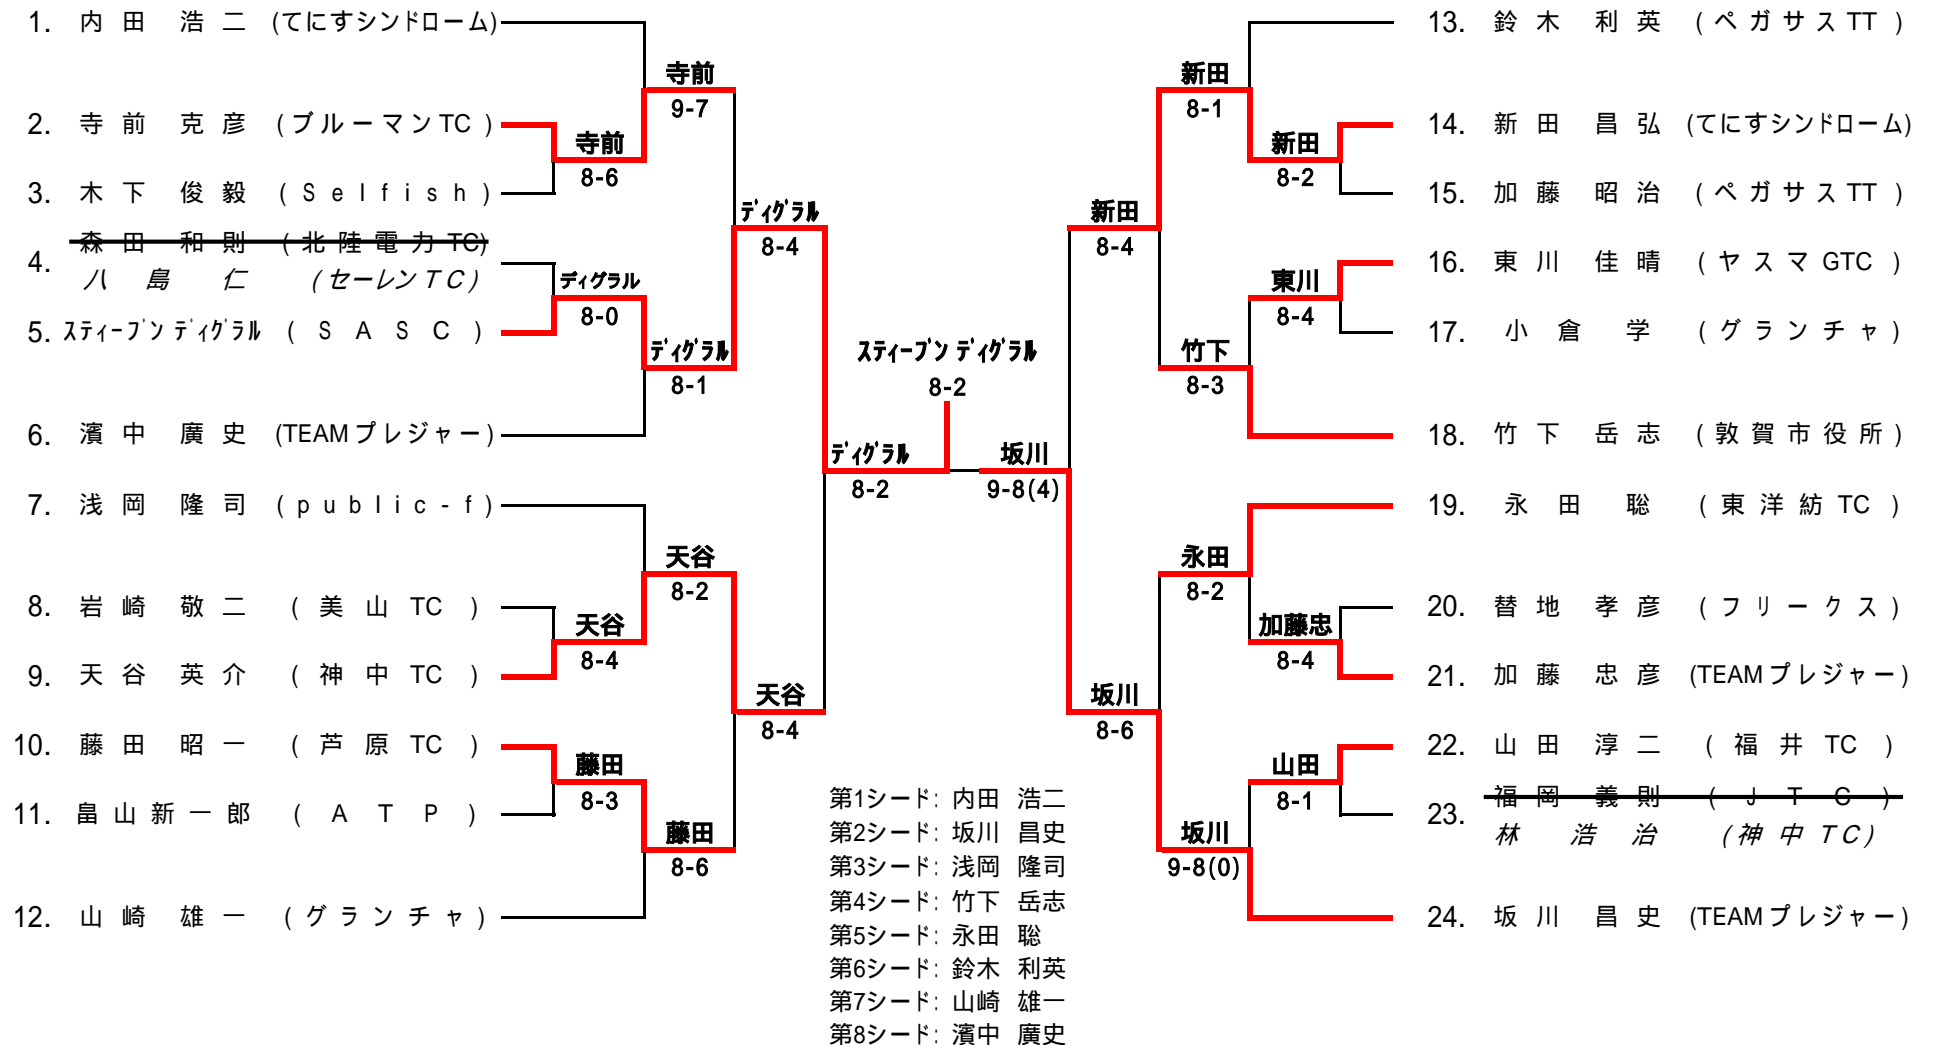 1. 内田 浩二 (てにすシンドローム)
寺前
9-7
2. 寺前 克彦 (ブルーマンTC)
寺前
8-6
3. 木下 俊毅 (Selfish)
ディグラル
8-4
森田 和則 (北陸電力TC)
4. 八島 仁 (セーレンTC)
ディグラル
8-0
5. スティーブン ディグラル (SASC)
ディグラル
8-1
6. 濱中 廣史 (TEAMプレジャー)
ディグラル
8-2
7. 浅岡 隆司 (public-f)
天谷
8-2
8. 岩崎 敬二 (美山TC)
天谷
8-4
9. 天谷 英介 (神中TC)
天谷
8-4
10. 藤田 昭一 (芦原TC)
藤田
8-3
11. 畠山新一郎 (ATP)
藤田
8-6
12. 山崎 雄一 (グランチャ)
スティーブン ディグラル
8-2
13. 鈴木 利英 (ペガサスTT)
新田
8-1
14. 新田 昌弘 (てにすシンドローム)
新田
8-2
15. 加藤 昭治 (ペガサスTT)
新田
8-4
16. 東川 佳晴 (ヤスマGTC)
東川
8-4
17. 小倉 学 (グランチャ)
竹下
8-3
18. 竹下 岳志 (敦賀市役所)
坂川
9-8(4)
19. 永田 聡 (東洋紡TC)
永田
8-2
20. 替地 孝彦 (フリークス)
加藤忠
8-4
21. 加藤 忠彦 (TEAMプレジャー)
坂川
8-6
22. 山田 淳二 (福井TC)
山田
8-1
福岡 義則 (JTC)
23. 林 浩治 (神中TC)
坂川
9-8(0)
24. 坂川 昌史 (TEAMプレジャー)
第1シード: 内田 浩二
第2シード: 坂川 昌史
第3シード: 浅岡 隆司
第4シード: 竹下 岳志
第5シード: 永田 聡
第6シード: 鈴木 利英
第7シード: 山崎 雄一
第8シード: 濱中 廣史